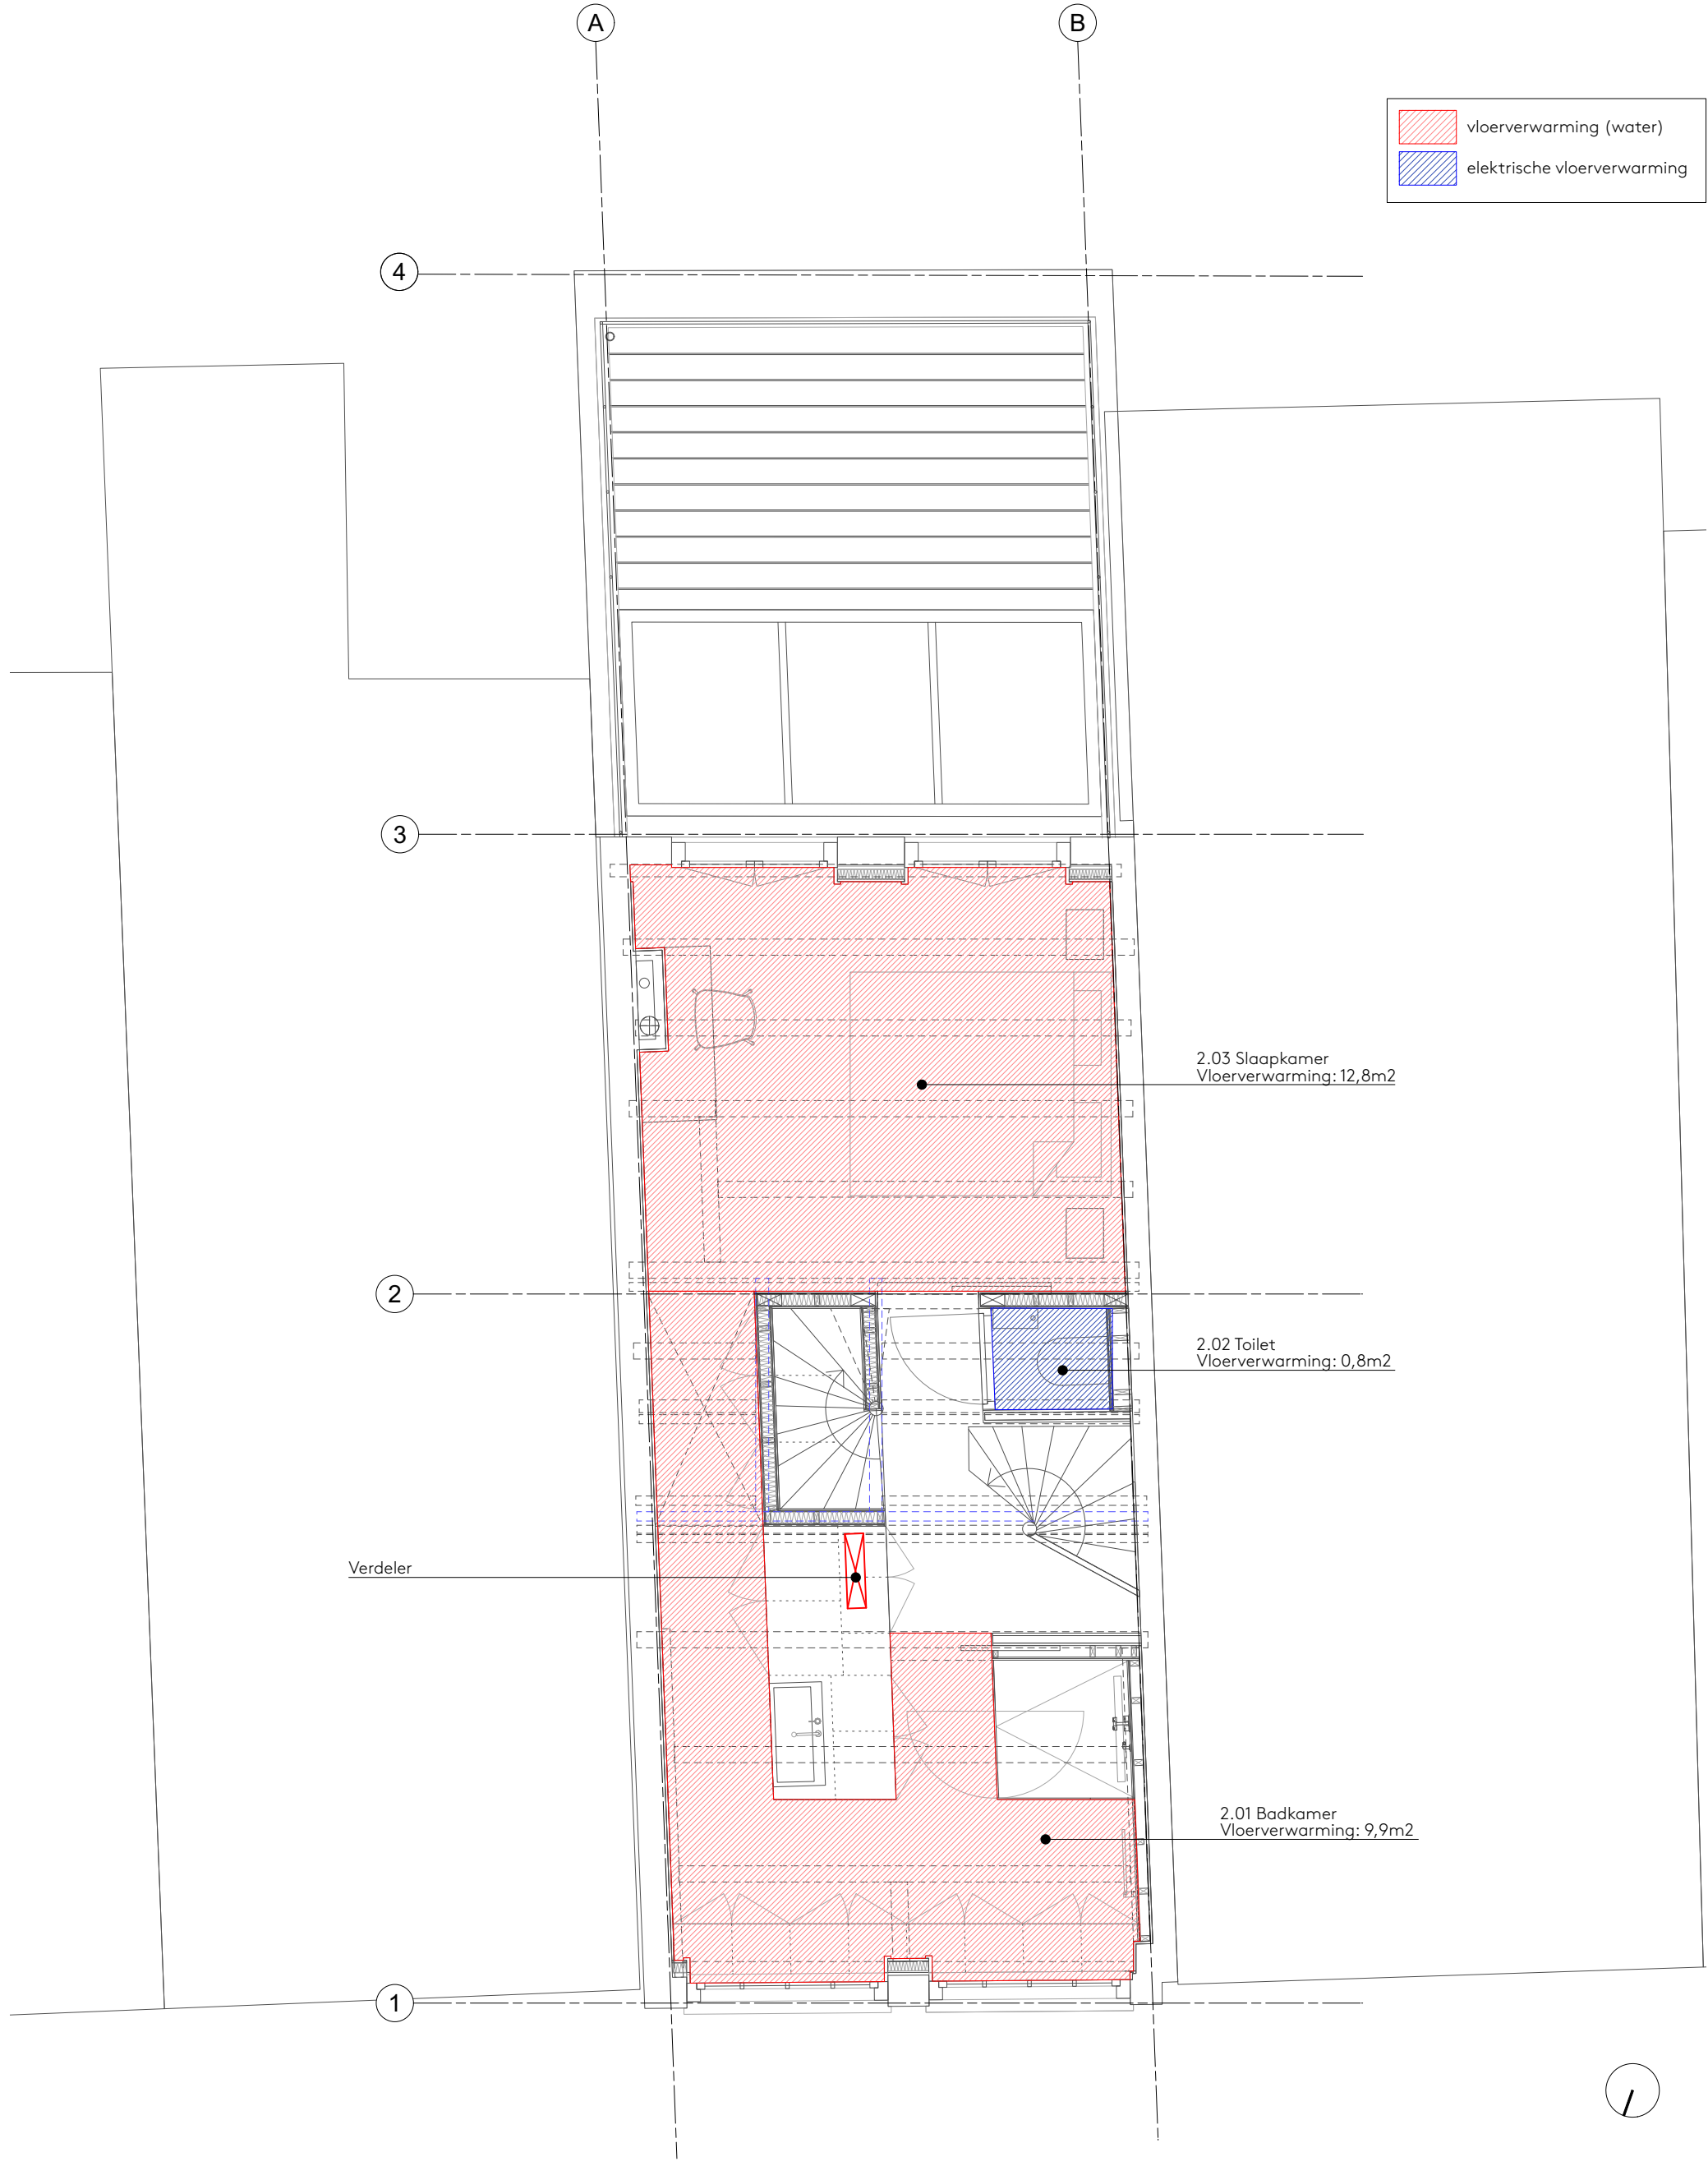 A
B
vloerverwarming (water)
elektrische vloerverwarming
4
3
2.03 Slaapkamer
Vloerverwarming: 12,8m2
2
2.02 Toilet
Vloerverwarming: 0,8m2
Verdeler
2.01 Badkamer
Vloerverwarming: 9,9m2
1